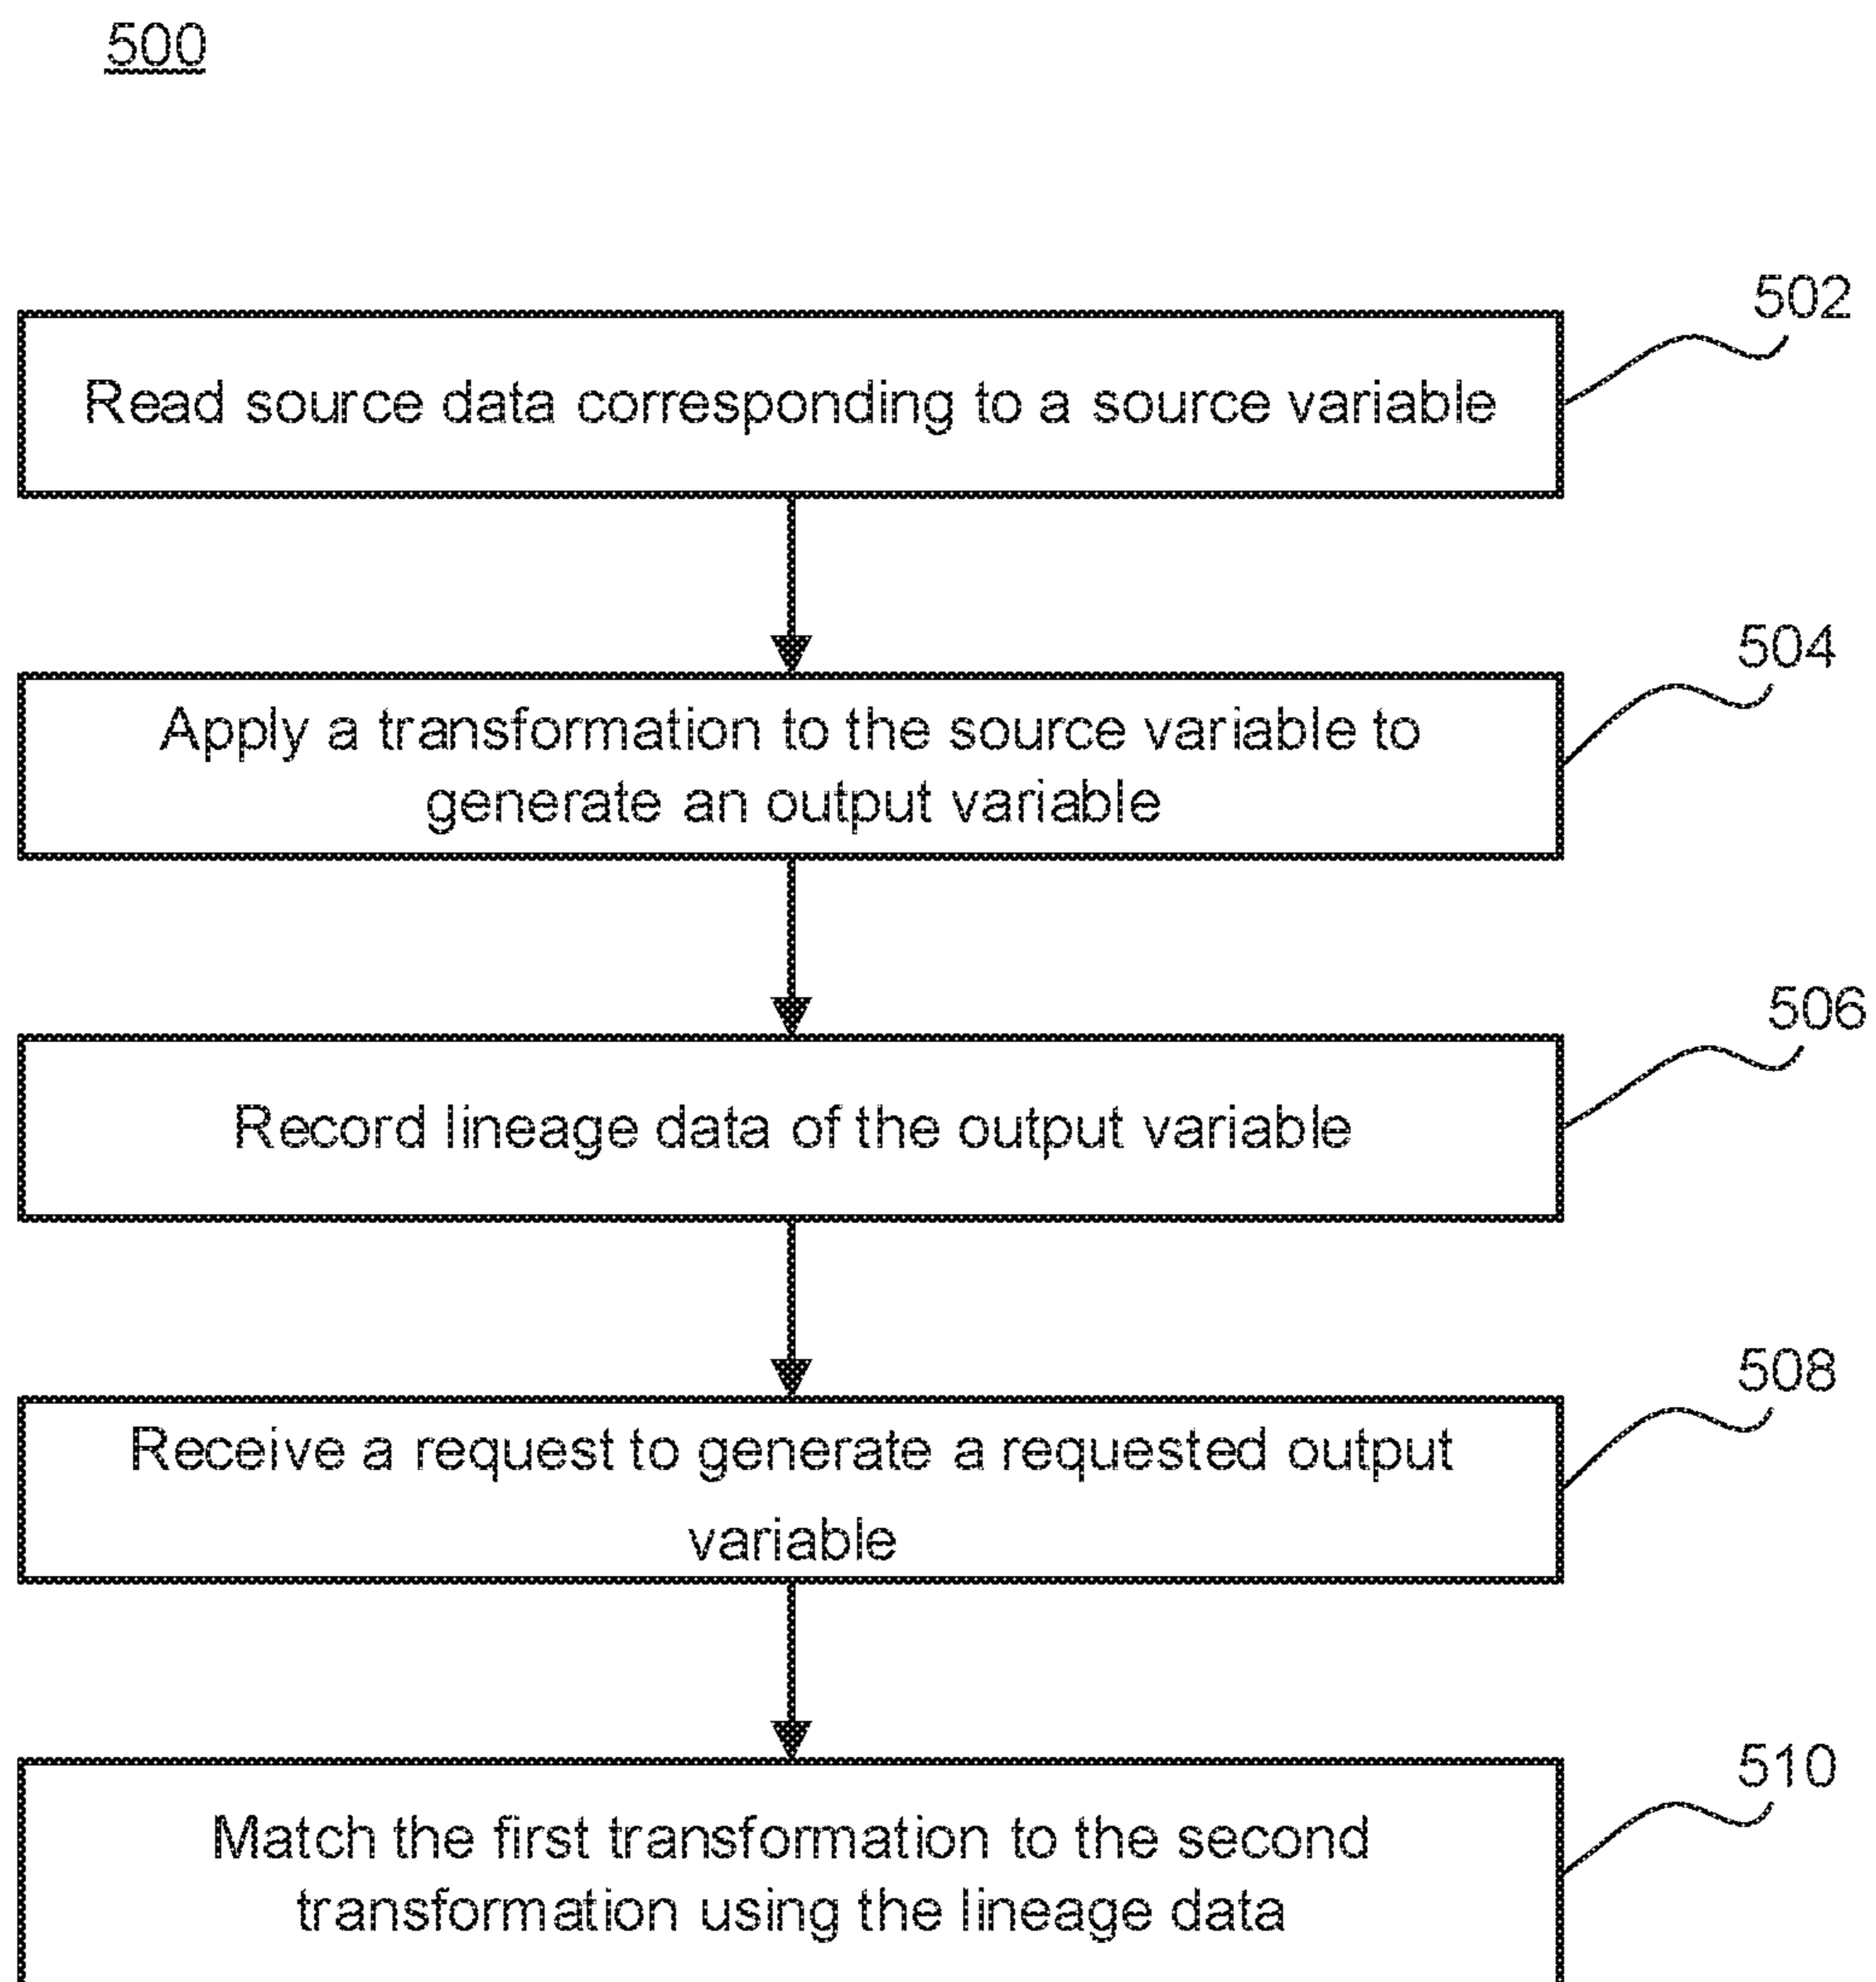 500
502
Read source data corresponding to a source variable
504
Apply a transformation to the source variable to
generate an output variable
506
Record lineage data of the output variable
508
Receive a request to generate a requested output
variable
510
Match the first transformation to the second
transformation using the lineage data